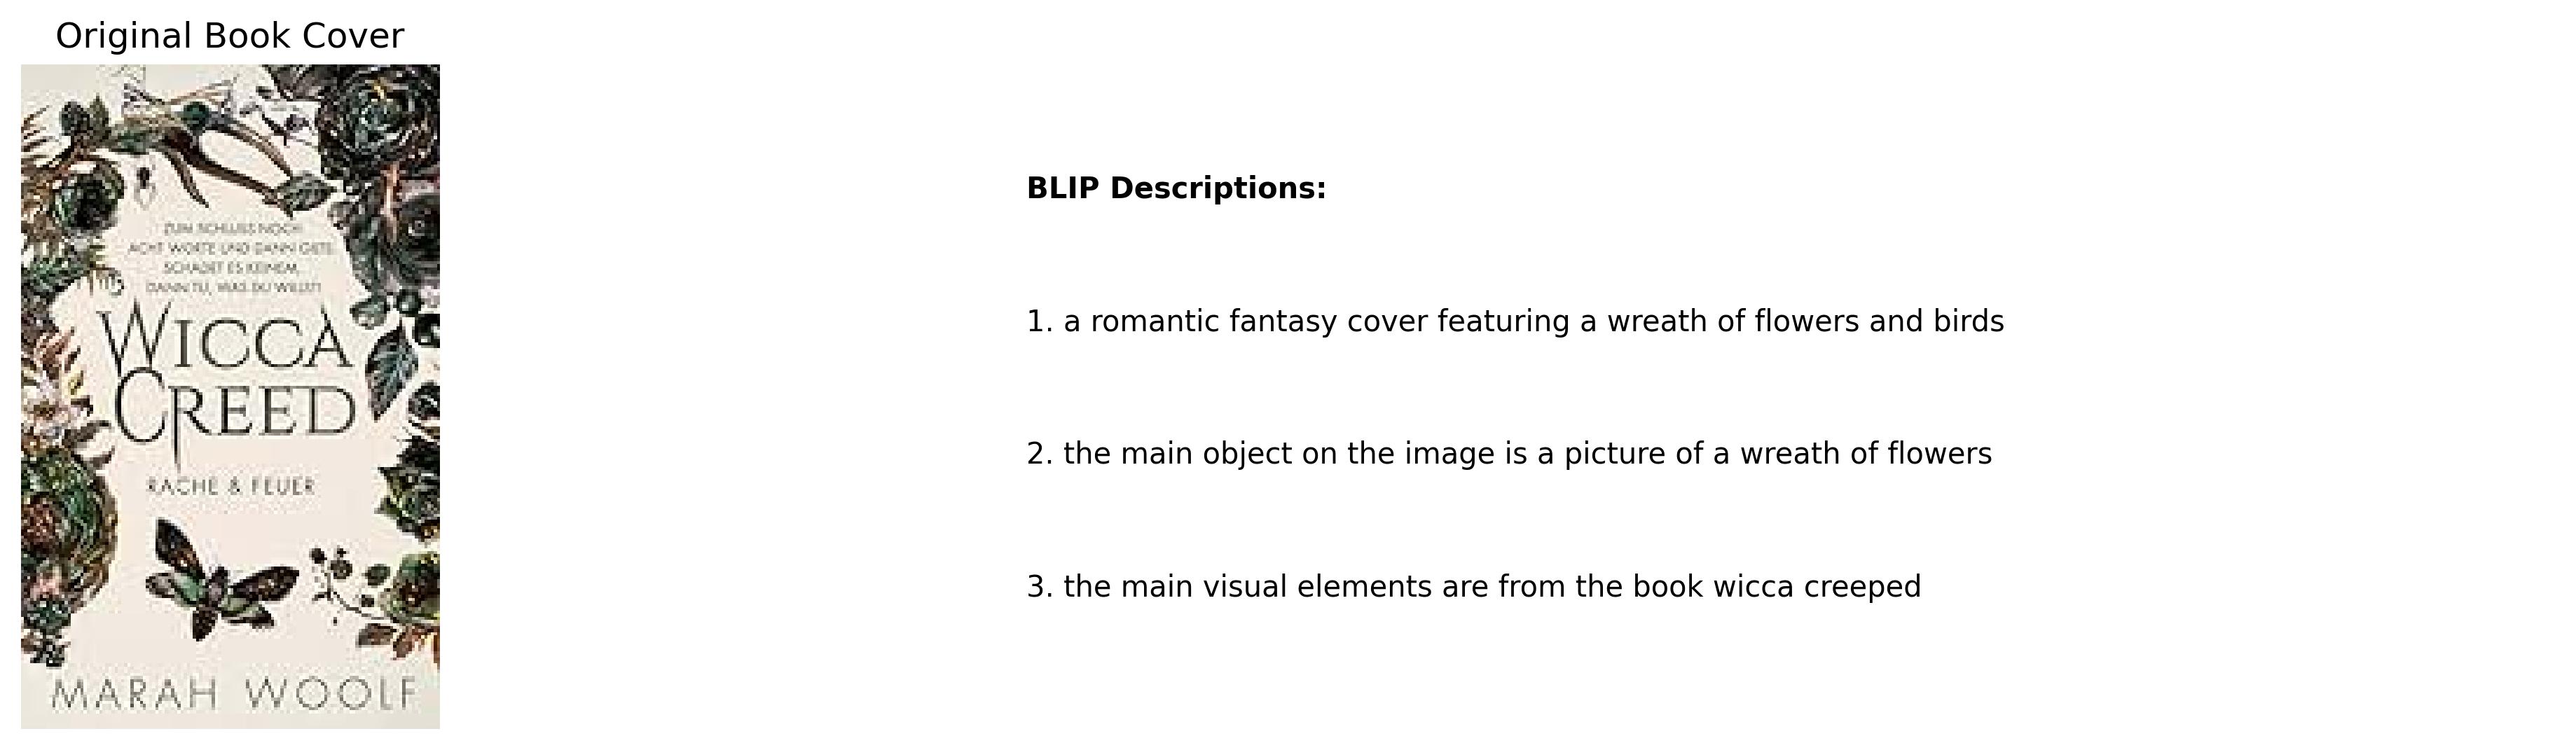 Original Book Cover
ZUM SCHLUSS NOCH
ACHT WORTE UND DANN GUTE
SCHADET ES KEINEM,
DANN TU, WAS DU WILLST!
WICCA
CREED
RACHE & FEUER
MARAH WOOLF
BLIP Descriptions:
1. a romantic fantasy cover featuring a wreath of flowers and birds
2. the main object on the image is a picture of a wreath of flowers
3. the main visual elements are from the book wicca creeped